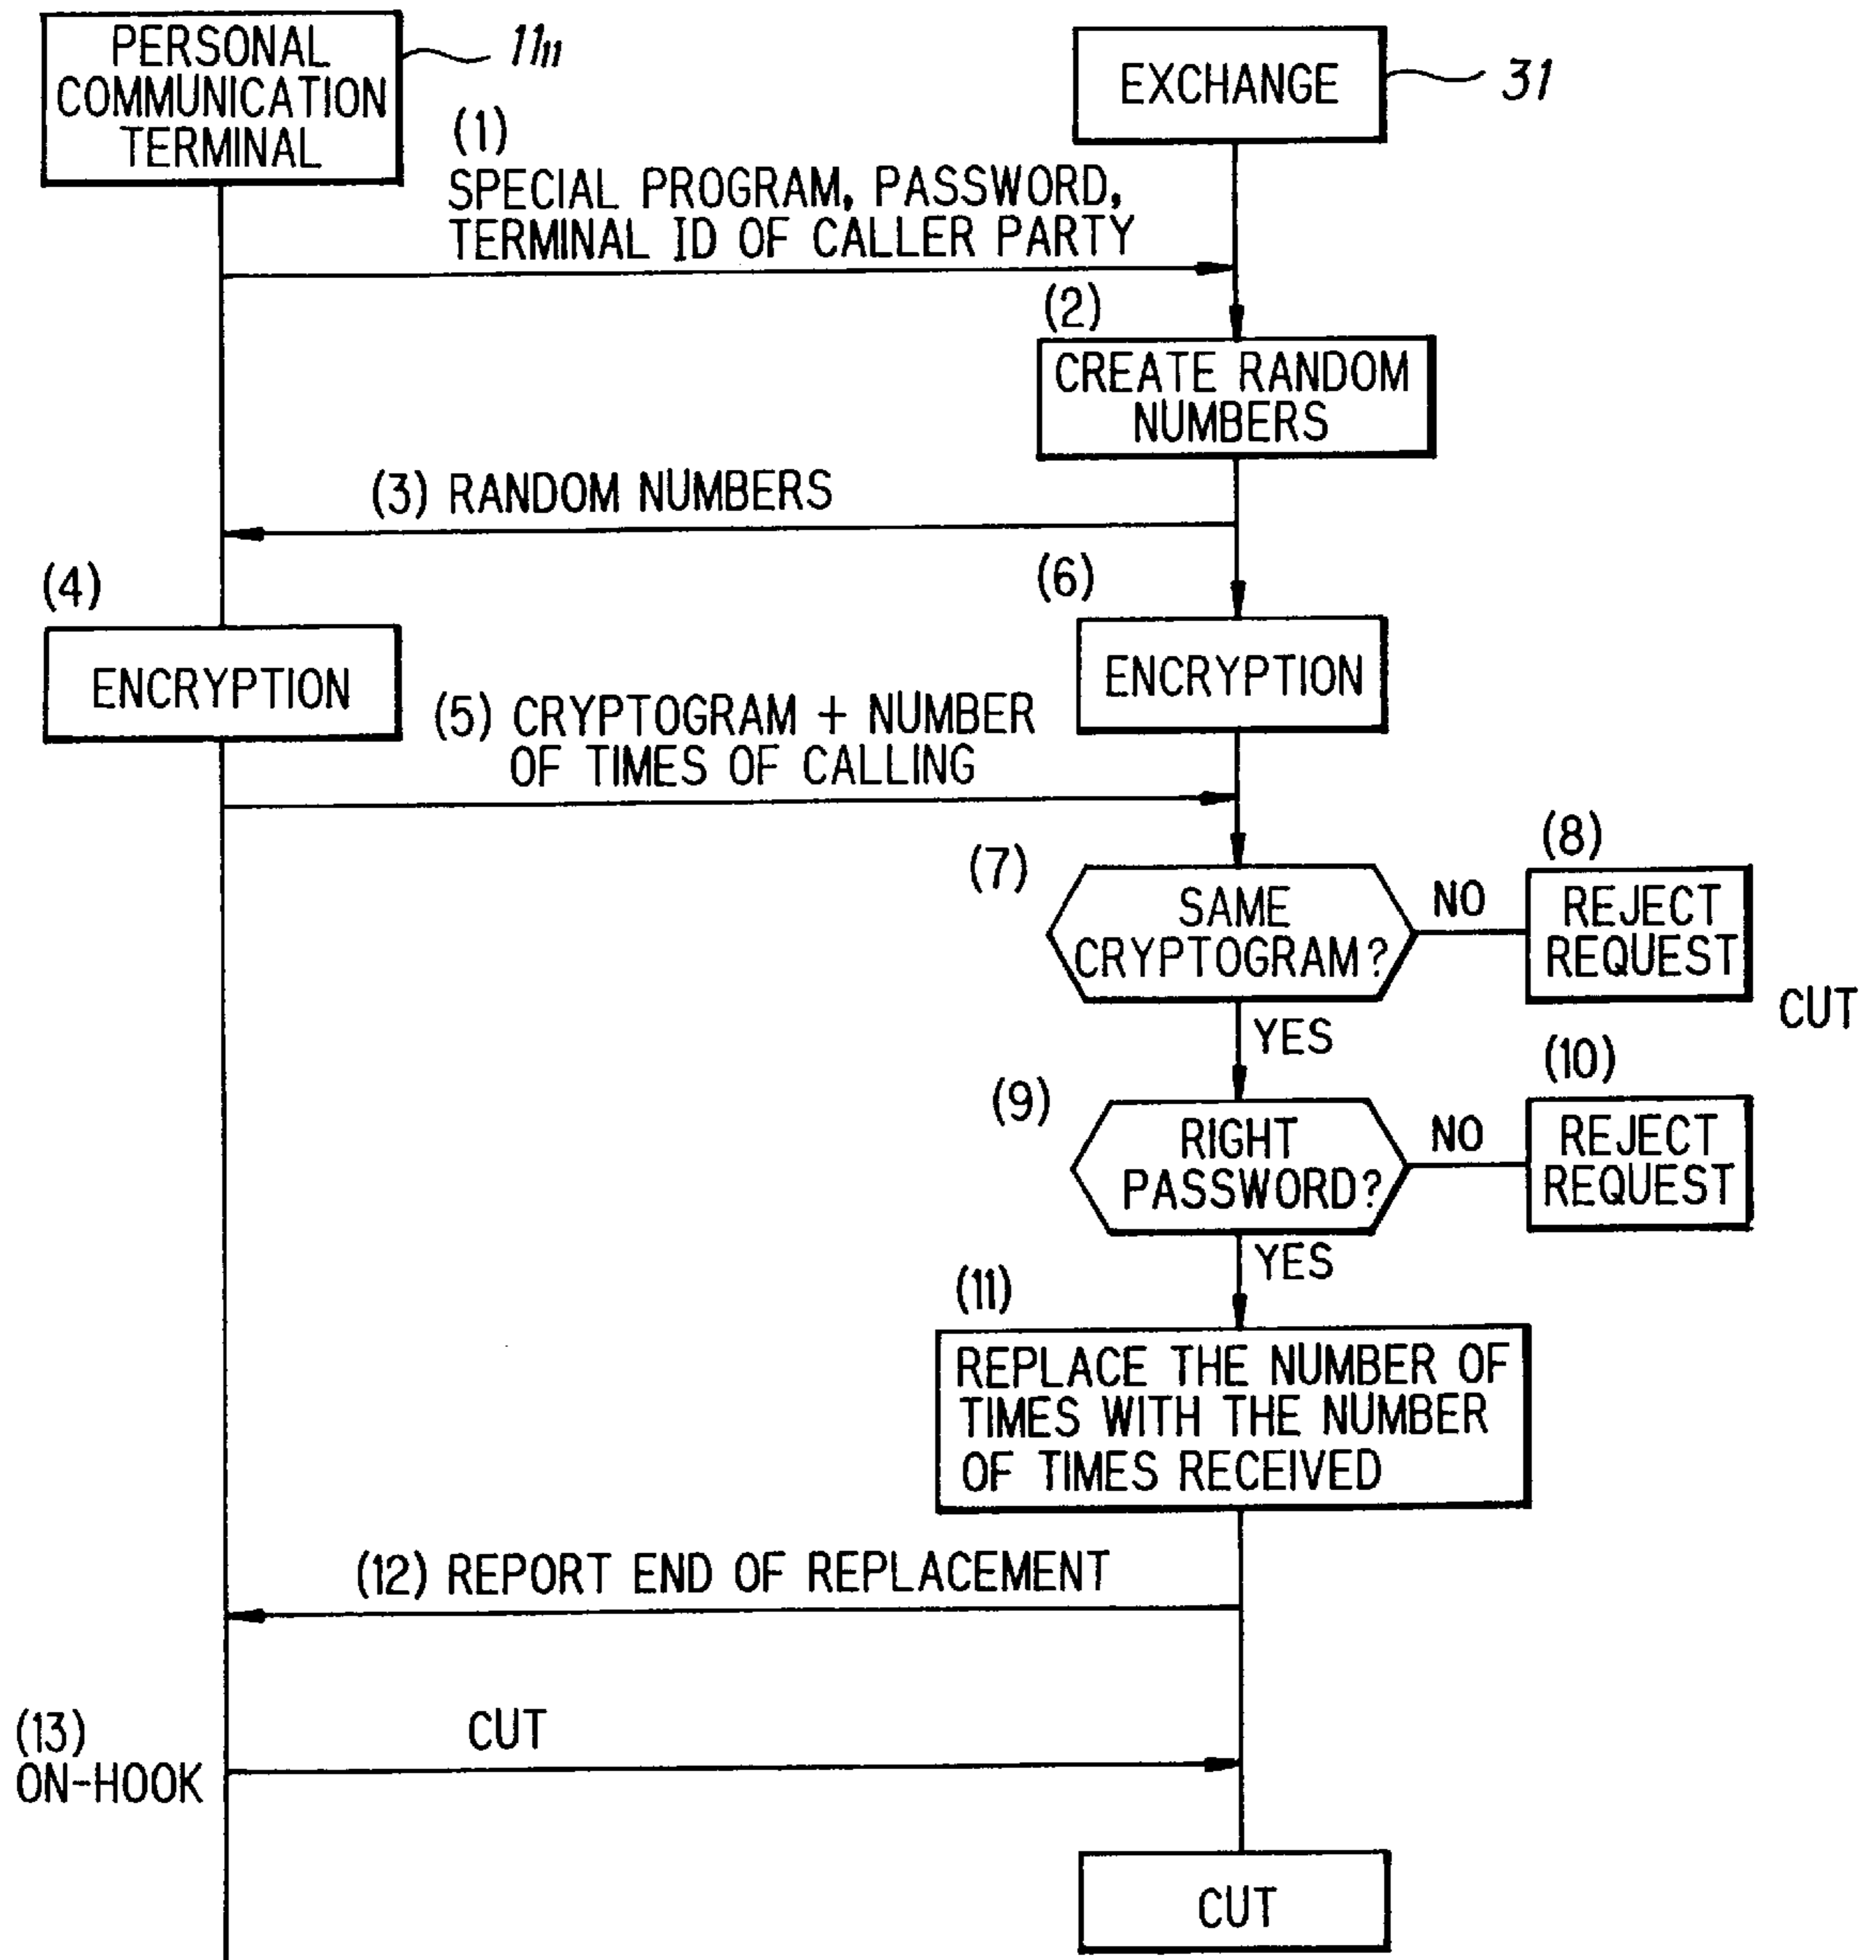 PERSONAL
COMMUNICATION
TERMINAL
11₁₁
EXCHANGE
31
(1)
SPECIAL PROGRAM, PASSWORD,
TERMINAL ID OF CALLER PARTY
(2)
CREATE RANDOM
NUMBERS
(3) RANDOM NUMBERS
(4)
ENCRYPTION
(6)
ENCRYPTION
(5) CRYPTOGRAM + NUMBER
OF TIMES OF CALLING
(7)
SAME
CRYPTOGRAM?
NO
(8)
REJECT
REQUEST
CUT
YES
(9)
RIGHT
PASSWORD?
NO
(10)
REJECT
REQUEST
YES
(11)
REPLACE THE NUMBER OF
TIMES WITH THE NUMBER
OF TIMES RECEIVED
(12) REPORT END OF REPLACEMENT
(13)
ON-HOOK
CUT
CUT